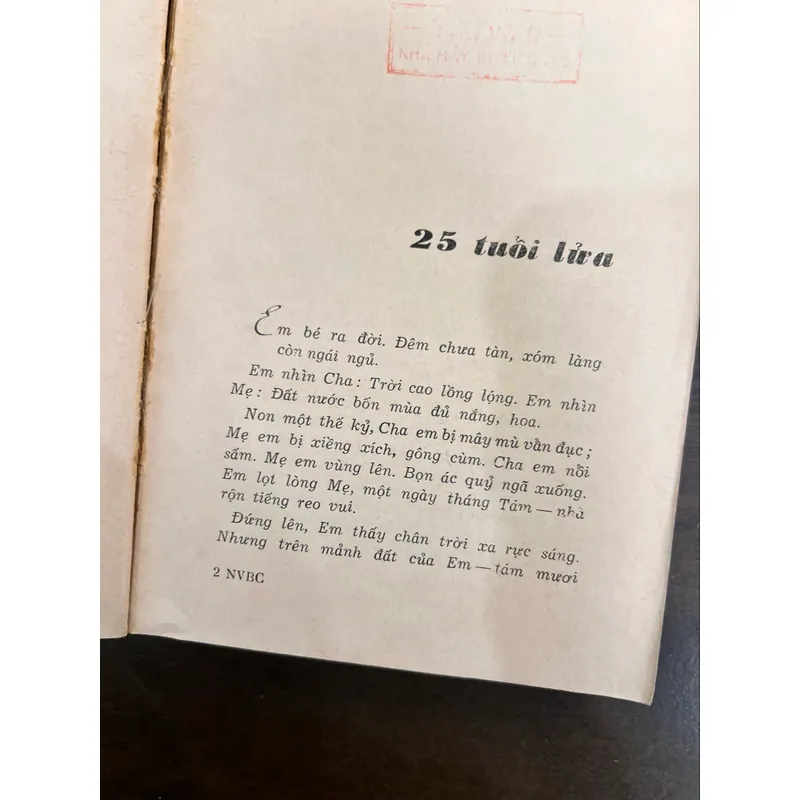 25 tuổi lửa
Em bé ra đời. Đêm chưa tàn, xóm làng
còn ngái ngủ.
Em nhìn Cha: Trời cao lồng lộng. Em nhìn
Mẹ: Đất nước bốn mùa đủ nắng, hoa.
Non một thế kỷ, Cha em bị mây mù vần đục;
Mẹ em bị xiềng xích, gông cùm. Cha em nổi
sấm. Mẹ em vùng lên. Bọn ác quỷ ngã xuống.
Em lọt lòng Mẹ, một ngày tháng Tám — nhà
rộn tiếng reo vui.
Đứng lên, Em thấy chân trời xa rực sáng.
Nhưng trên mảnh đất của Em — tám mươi
2 NVBC